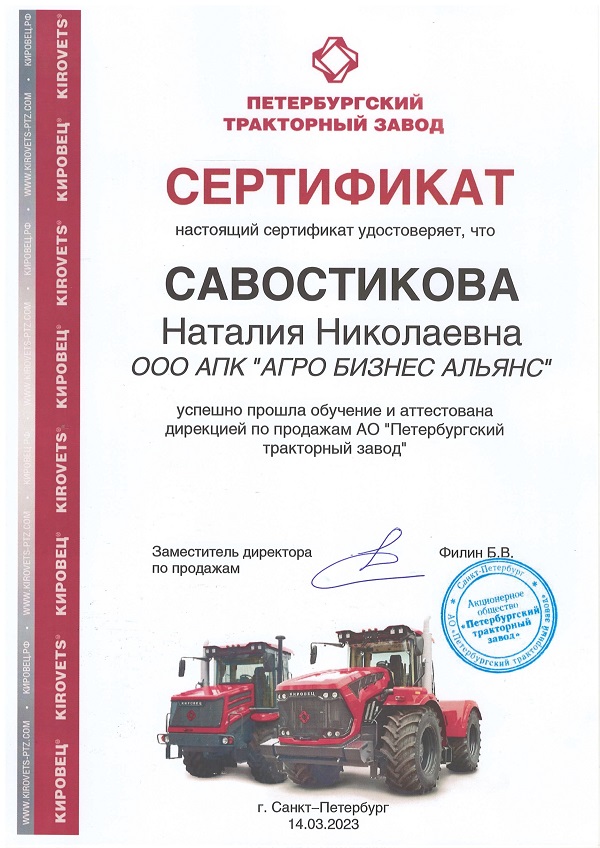 ПЕТЕРБУРГСКИЙ
ТРАКТОРНЫЙ ЗАВОД
СЕРТИФИКАТ
настоящий сертификат удостоверяет, что
САВОСТИКОВА
Наталия Николаевна
ООО АПК "АГРО БИЗНЕС АЛЬЯНС"
успешно прошла обучение и аттестована
дирекцией по продажам АО "Петербургский
тракторный завод"
Заместитель директора
по продажам
Филин Б.В.
Санкт-Петербург
АО «Петербургский тракторный завод»
Акционерное
общество
«Петербургский
тракторный
завод»
КИРОВЕЦ
КИРОВЕЦ
г. Санкт–Петербург
14.03.2023
WWW.KIROVETS-PTZ.COM • КИРОВЕЦ.РФ • WWW.KIROVETS-PTZ.COM • КИРОВЕЦ.РФ • WWW.KIROVETS-PTZ.COM • КИРОВЕЦ.РФ • WWW.KIROVETS-PTZ.COM • КИРОВЕЦ.РФ
КИРОВЕЦ® KIROVETS® КИРОВЕЦ® KIROVETS® КИРОВЕЦ® KIROVETS® КИРОВЕЦ® KIROVETS®